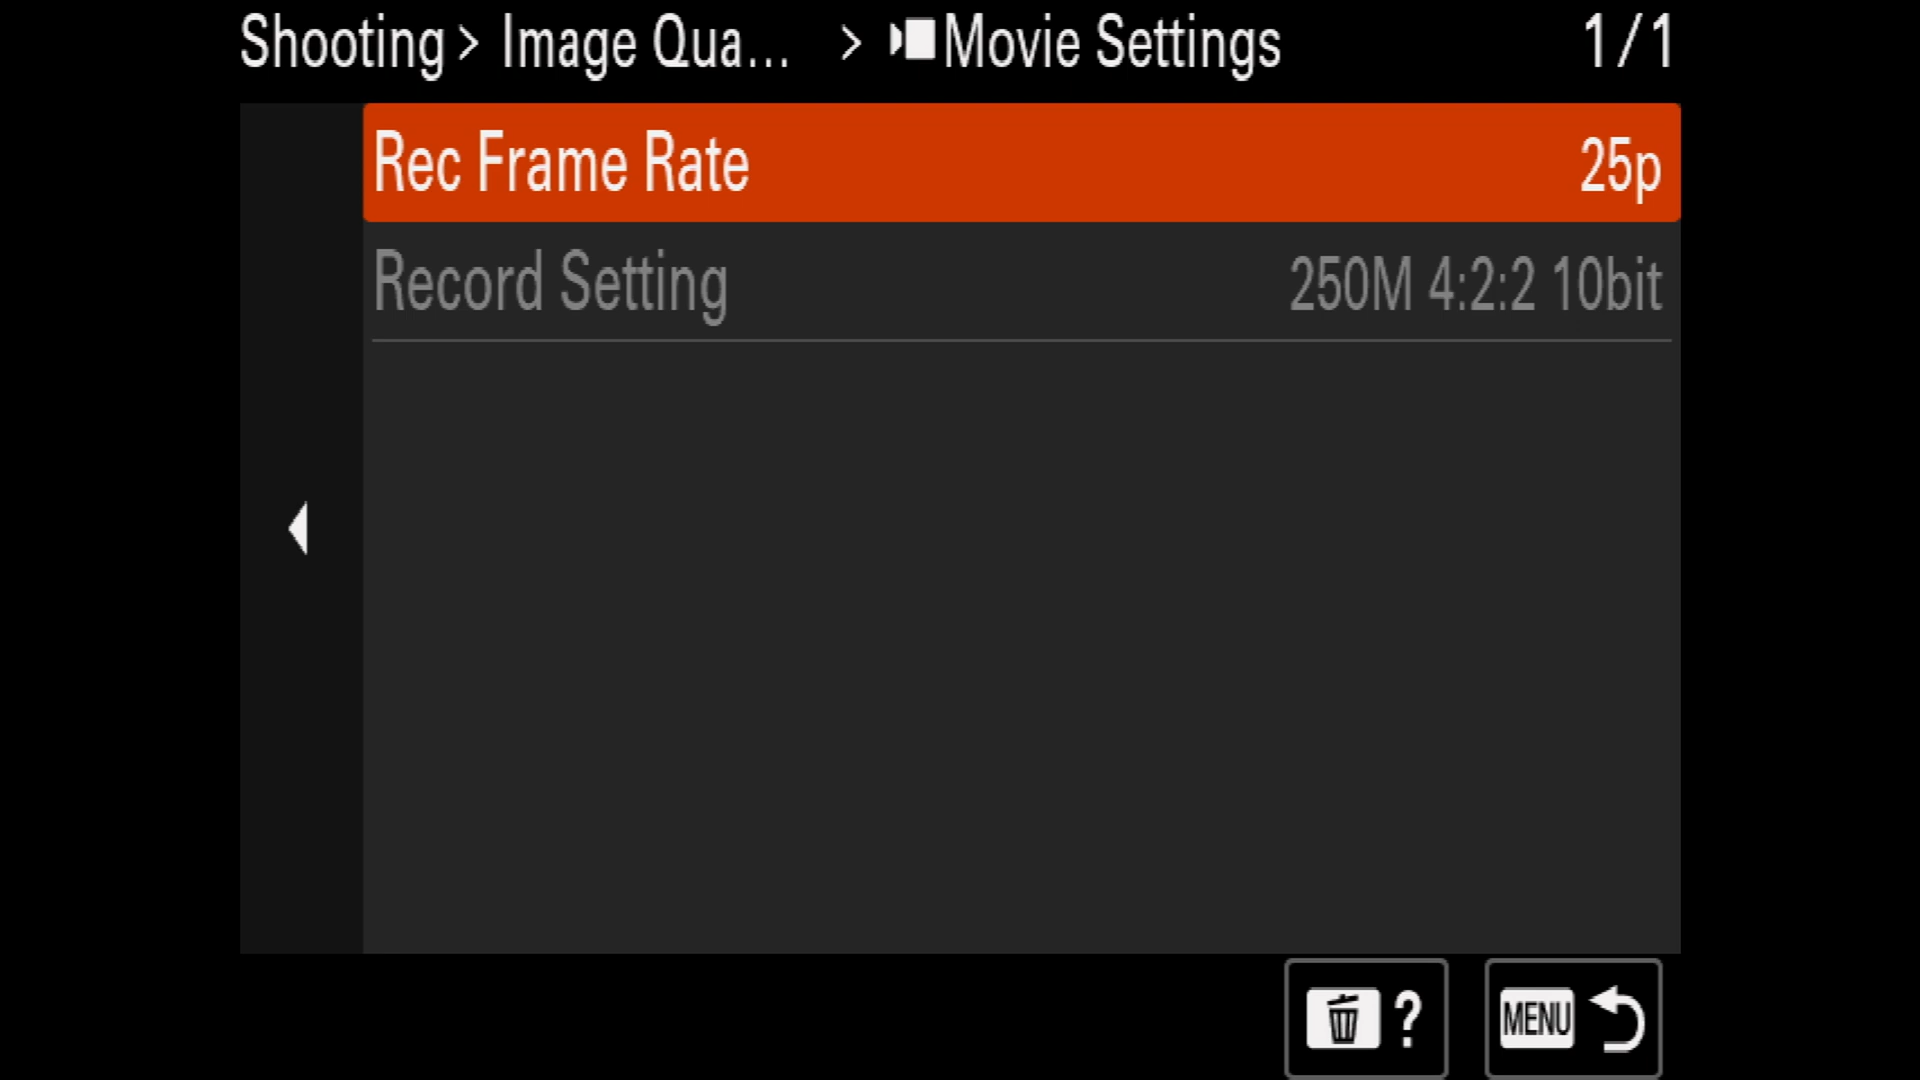 Shooting > Image Qua... > Movie Settings 1/1
Rec Frame Rate 25p
Record Setting 250M 4:2:2 10bit
? MENU